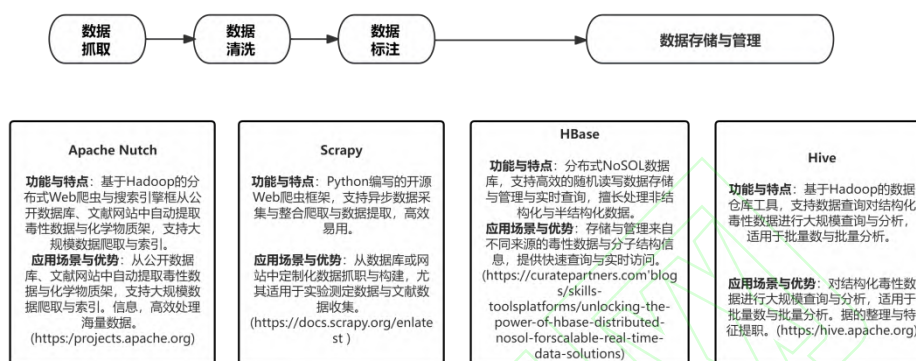 数据
抓取
数据
清洗
数据
标注
数据存储与管理
Apache Nutch
功能与特点：基于Hadoop的分
布式Web爬虫与搜索引擎框从公
开数据库、文献网站中自动提取
毒性数据与化学物质架，支持大
规模数据爬取与索引。
应用场景与优势：从公开数据
库、文献网站中自动提取毒性数
据与化学物质架，支持大规模数
据爬取与索引。信息，高效处理
海量数据。
(https:/projects.apache.org)
Scrapy
功能与特点：Python编写的开源
Web爬虫框架，支持异步数据采
集与整合爬取与数据提取，高效
易用。
应用场景与优势：从数据库或网
站中定制化数据抓职与构建，尤
其适用于实验测定数据与文献数
据收集。
(https://docs.scrapy.org/enlate
st )
HBase
功能与特点：分布式NoSOL数据
库，支持高效的随机读写数据存储
与管理与实时查询，擅长处理非结
构化与半结构化数据。
应用场景与优势：存储与管理来自
不同来源的毒性数据与分子结构信
息，提供快速查询与实时访问。
(https://curatepartners.com'blog
s/skills-
toolsplatforms/unlocking-the-
power-of-hbase-distributed-
nosol-forscalable-real-time-
data-solutions)
Hive
功能与特点：基于Hadoop的数据
仓库工具，支持数据查询对结构化
毒性数据进行大规模查询与分析，
适用于批量数与批量分析。
应用场景与优势：对结构化毒性数
据进行大规模查询与分析，适用于
批量数与批量分析。据的整理与特
征提职。(https:/hive.apache.org)